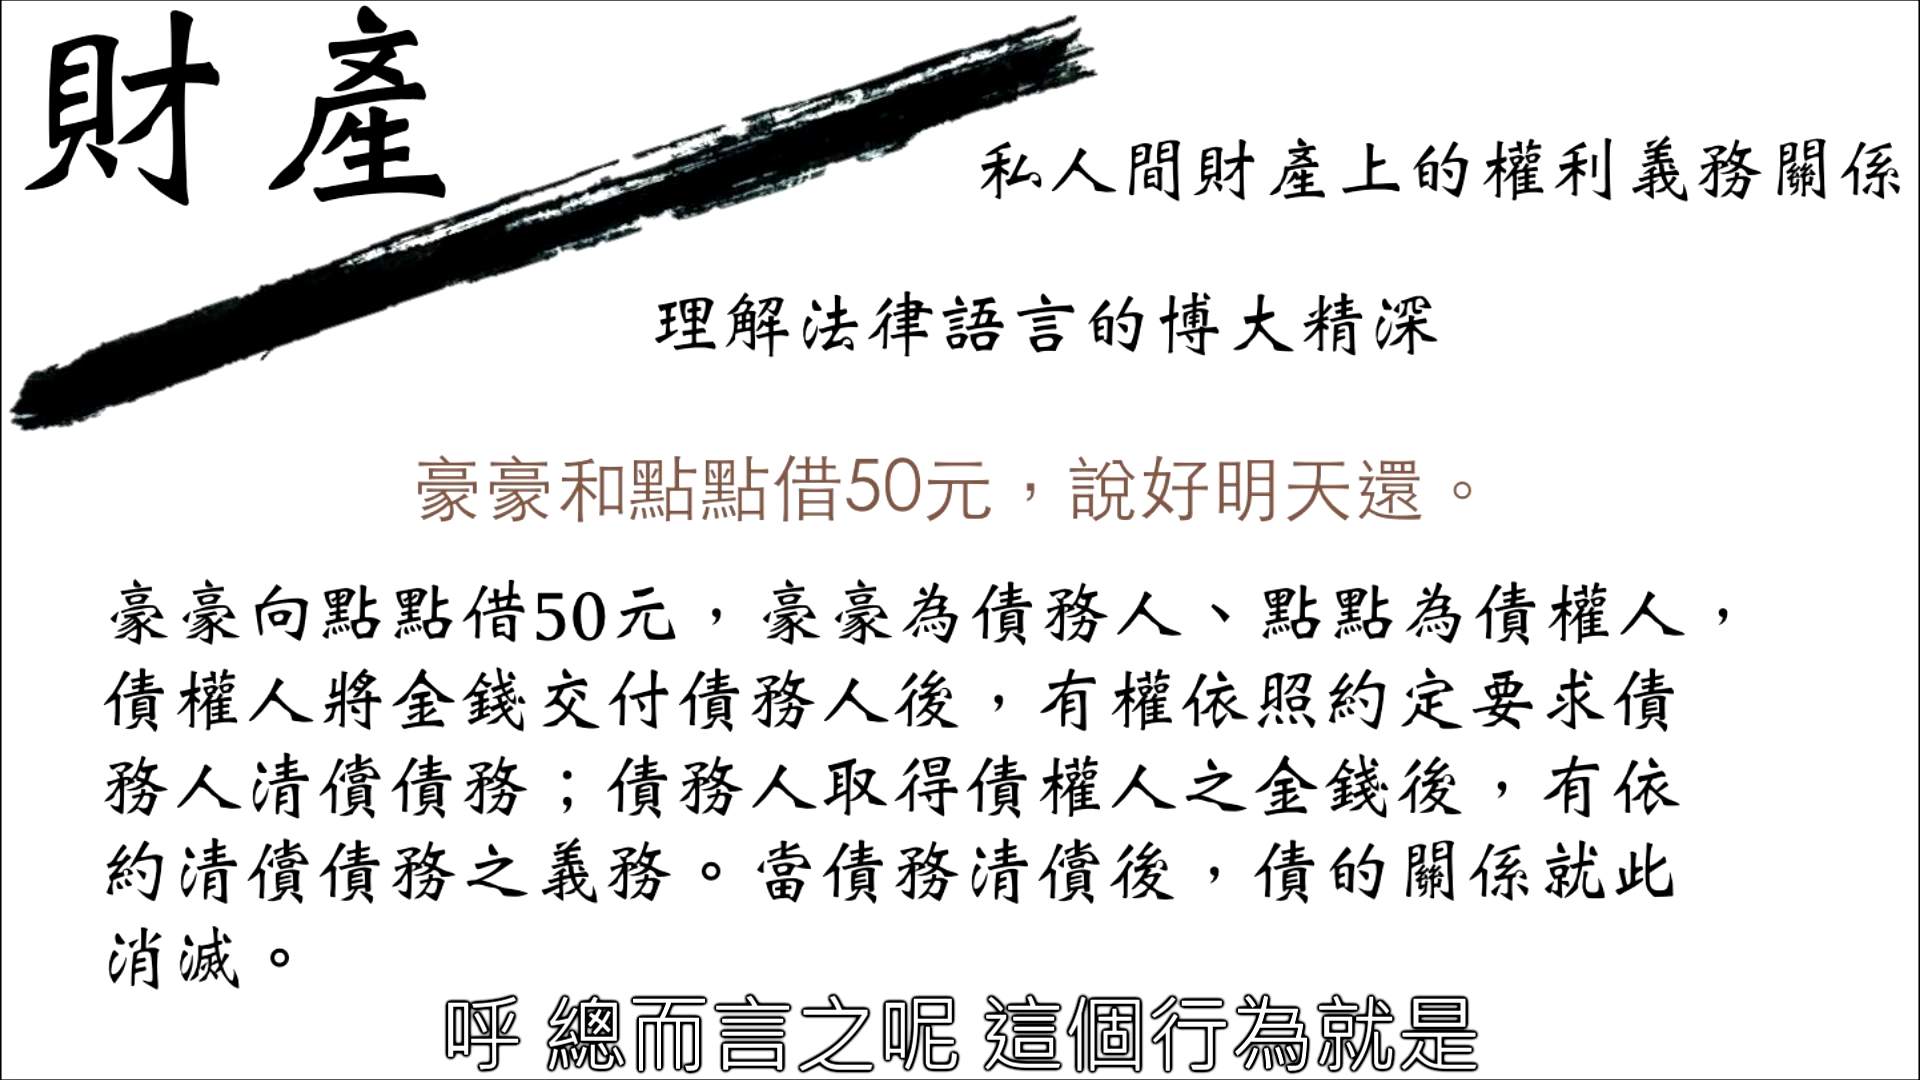 財產
私人間財產上的權利義務關係
理解法律語言的博大精深
豪豪和點點借50元，說好明天還。
豪豪向點點借50元，豪豪為債務人、點點為債權人，
債權人將金錢交付債務人後，有權依照約定要求債
務人清償債務；債務人取得債權人之金錢後，有依
約清償債務之義務。當債務清償後，債的關係就此
消滅。
呼 總而言之呢 這個行為就是